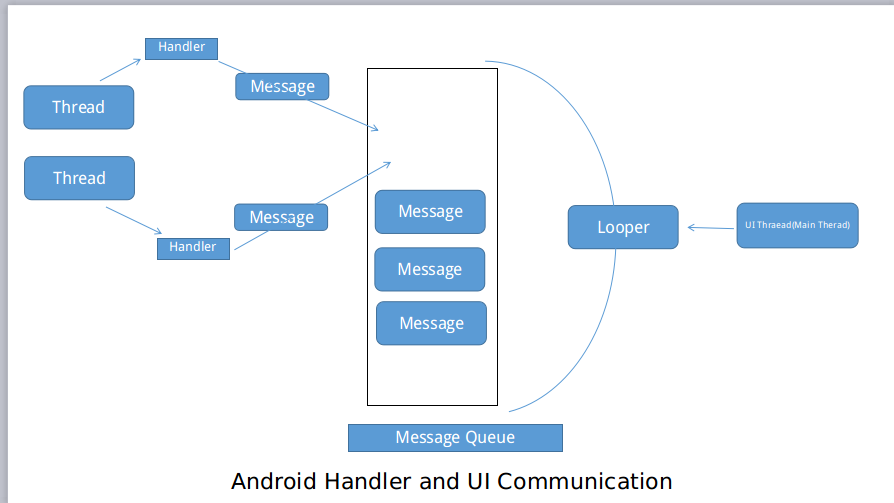 Handler
Message
Thread
Thread
Message
Handler
Message
Message
Message
Looper
UI Thraead(Main Therad)
Message Queue
Android Handler and UI Communication